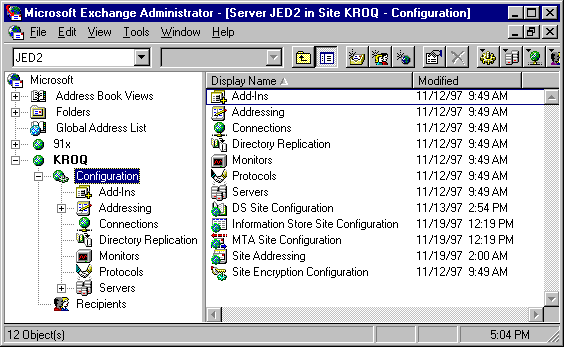 Microsoft Exchange Administrator - [Server JED2 in Site KROQ - Configuration]
File Edit View Tools Window Help
JED2
Microsoft
Address Book Views
Folders
Global Address List
91x
KROQ
Configuration
Add-Ins
Addressing
Connections
Directory Replication
Monitors
Protocols
Servers
Recipients
Display Name Modified
Add-Ins 11/12/97 9:49 AM
Addressing 11/12/97 9:49 AM
Connections 11/12/97 9:49 AM
Directory Replication 11/12/97 9:49 AM
Monitors 11/12/97 9:49 AM
Protocols 11/12/97 9:49 AM
Servers 11/12/97 9:49 AM
DS Site Configuration 11/13/97 2:54 PM
Information Store Site Configuration 11/19/97 12:19 PM
MTA Site Configuration 11/19/97 12:19 PM
Site Addressing 11/19/97 2:00 AM
Site Encryption Configuration 11/12/97 9:49 AM
12 Object(s) 5:04 PM